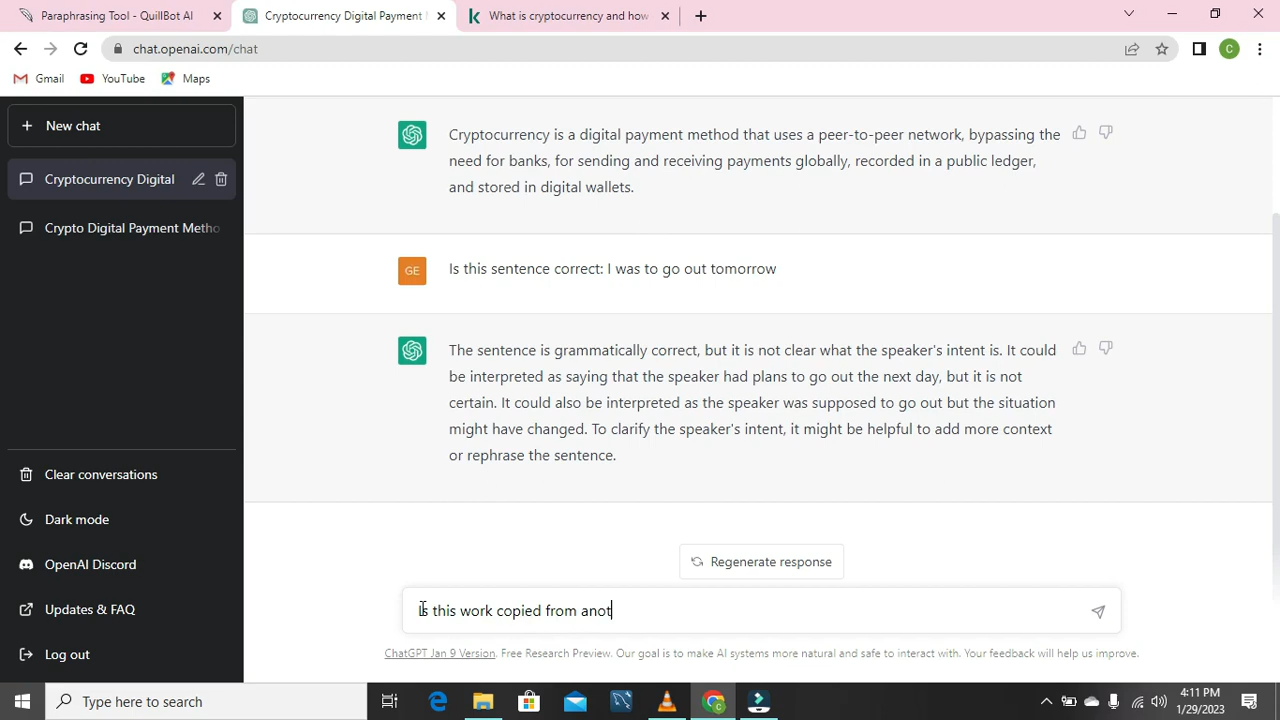 Paraphrasing Tool - QuillBot AI
Cryptocurrency Digital Payment M
What is cryptocurrency and how
chat.openai.com/chat
C
Gmail
YouTube
Maps
New chat
Cryptocurrency Digital
Crypto Digital Payment Metho
Clear conversations
Dark mode
OpenAI Discord
Updates & FAQ
Log out
Cryptocurrency is a digital payment method that uses a peer-to-peer network, bypassing the
need for banks, for sending and receiving payments globally, recorded in a public ledger,
and stored in digital wallets.
GE
Is this sentence correct: I was to go out tomorrow
The sentence is grammatically correct, but it is not clear what the speaker's intent is. It could
be interpreted as saying that the speaker had plans to go out the next day, but it is not
certain. It could also be interpreted as the speaker was supposed to go out but the situation
might have changed. To clarify the speaker's intent, it might be helpful to add more context
or rephrase the sentence.
Regenerate response
Is this work copied from anot
ChatGPT Jan 9 Version. Free Research Preview. Our goal is to make AI systems more natural and safe to interact with. Your feedback will help us improve.
Type here to search
4:11 PM
1/29/2023